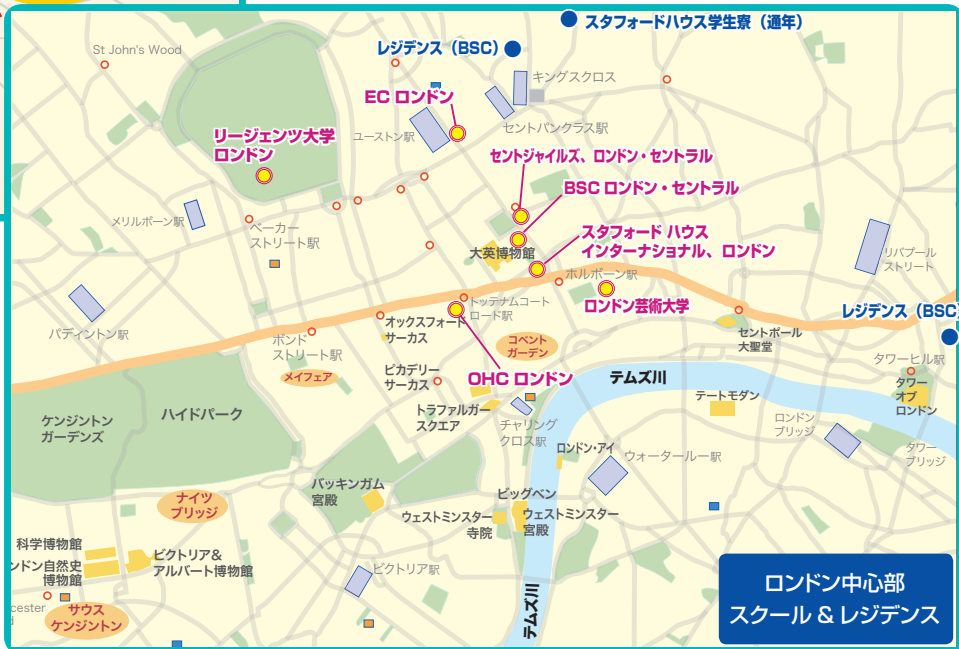 スタフォードハウス学生寮（通年）
St John's Wood
レジデンス（BSC）
キングスクロス
EC ロンドン
セントパンクラス駅
ユーストン駅
リージェンツ大学
ロンドン
セントジャイルズ、ロンドン・セントラル
BSC ロンドン・セントラル
メリルボーン駅
ベーカー
ストリート駅
スタフォード ハウス
インターナショナル、ロンドン
大英博物館
ホルボーン駅
リバプール
ストリート
ロンドン芸術大学
トッテナムコート
ロード駅
レジデンス（BSC）
パディントン駅
ボンド
ストリート駅
オックスフォード
サーカス
コベント
ガーデン
セントポール
大聖堂
メイフェア
ピカデリー
サーカス
OHC ロンドン
テムズ川
タワーヒル駅
タワー
オブ
ロンドン
テートモダン
ケンジントン
ガーデンズ
ハイドパーク
トラファルガー
スクエア
チャリング
クロス駅
ロンドン
ブリッジ
タワー
ブリッジ
ロンドン・アイ
ウォータールー駅
バッキンガム
宮殿
ビッグベン
ナイツ
ブリッジ
ウェストミンスター
寺院
ウェストミンスター
宮殿
科学博物館
ンドン自然史
博物館
ビクトリア&
アルバート博物館
ビクトリア駅
cester
サウス
ケンジントン
テムズ川
ロンドン中心部
スクール & レジデンス